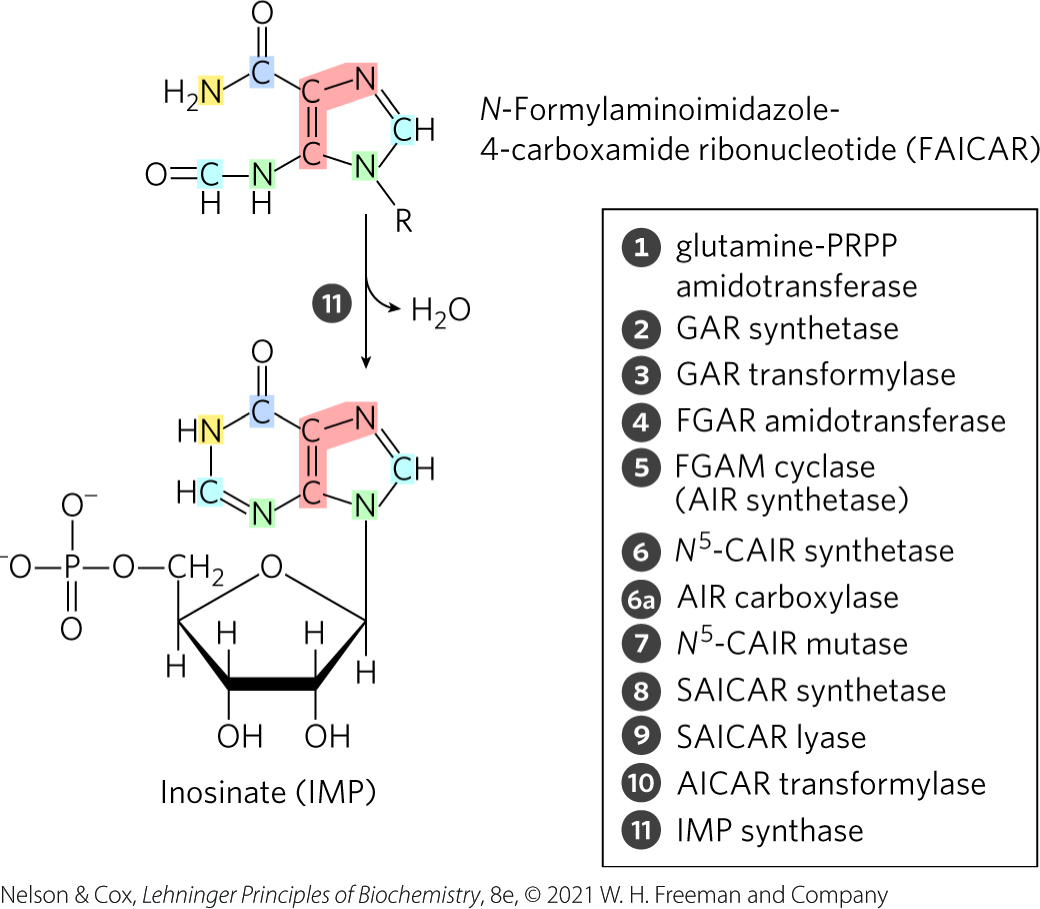 O
H₂N C C N
CH
C N
O=C—N
H H
R
N-Formylaminoimidazole-
4-carboxamide ribonucleotide (FAICAR)
11
H₂O
O
HN C C N
CH
HC N C N
O⁻
⁻O—P—O—CH₂ O
O
H H
H H
OH OH
Inosinate (IMP)
1 glutamine-PRPP
amidotransferase
2 GAR synthetase
3 GAR transformylase
4 FGAR amidotransferase
5 FGAM cyclase
(AIR synthetase)
6 N⁵-CAIR synthetase
6a AIR carboxylase
7 N⁵-CAIR mutase
8 SAICAR synthetase
9 SAICAR lyase
10 AICAR transformylase
11 IMP synthase
Nelson & Cox, Lehninger Principles of Biochemistry, 8e, © 2021 W. H. Freeman and Company